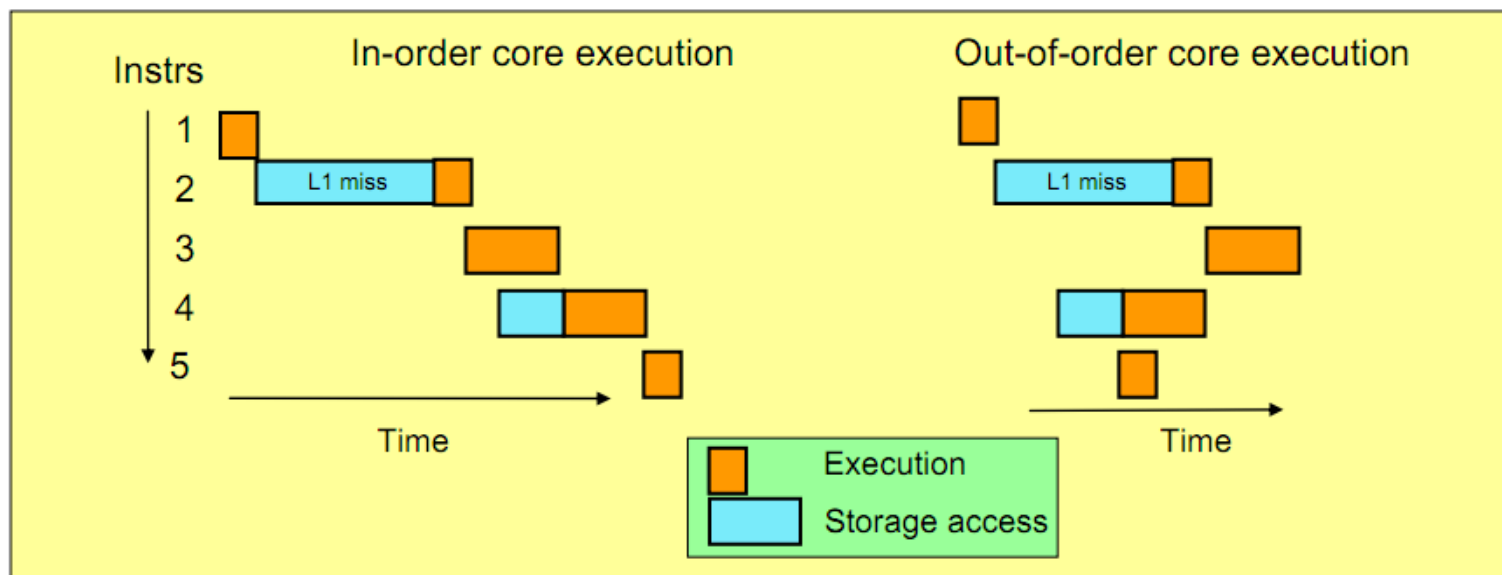 In-order core execution
Out-of-order core execution
Instrs
1
2
3
4
5
L1 miss
L1 miss
Time
Time
Execution
Storage access